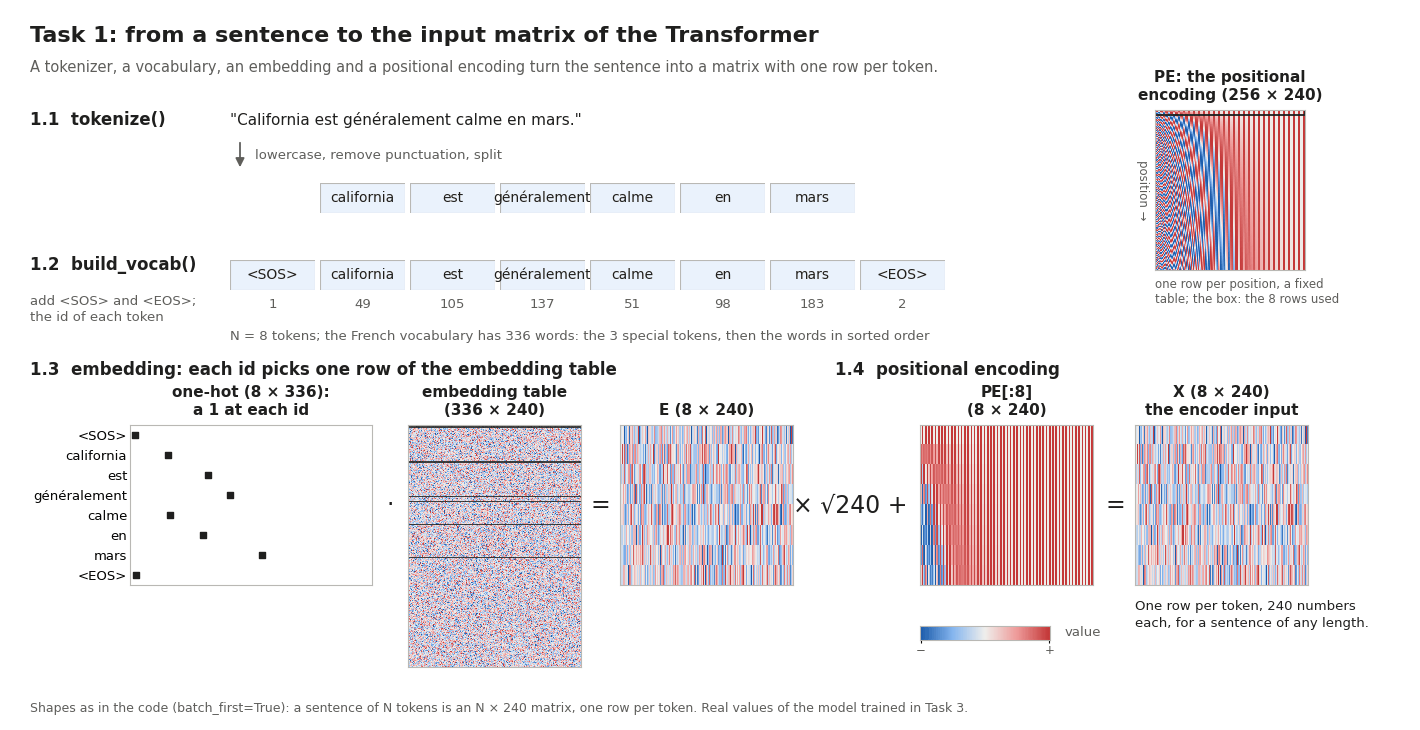 Task 1: from a sentence to the input matrix of the Transformer
A tokenizer, a vocabulary, an embedding and a positional encoding turn the sentence into a matrix with one row per token.
PE: the positional
encoding (256 × 240)
position →
one row per position, a fixed
table; the box: the 8 rows used
1.1 tokenize()
"California est généralement calme en mars."
lowercase, remove punctuation, split
california est généralement calme en mars
1.2 build_vocab()
add <SOS> and <EOS>;
the id of each token
<SOS> california est généralement calme en mars <EOS>
1 49 105 137 51 98 183 2
N = 8 tokens; the French vocabulary has 336 words: the 3 special tokens, then the words in sorted order
1.3 embedding: each id picks one row of the embedding table
one-hot (8 × 336):
a 1 at each id
<SOS>
california
est
généralement
calme
en
mars
<EOS>
·
embedding table
(336 × 240)
=
E (8 × 240)
× √240 +
1.4 positional encoding
PE[:8]
(8 × 240)
=
X (8 × 240)
the encoder input
One row per token, 240 numbers
each, for a sentence of any length.
value
− +
Shapes as in the code (batch_first=True): a sentence of N tokens is an N × 240 matrix, one row per token. Real values of the model trained in Task 3.